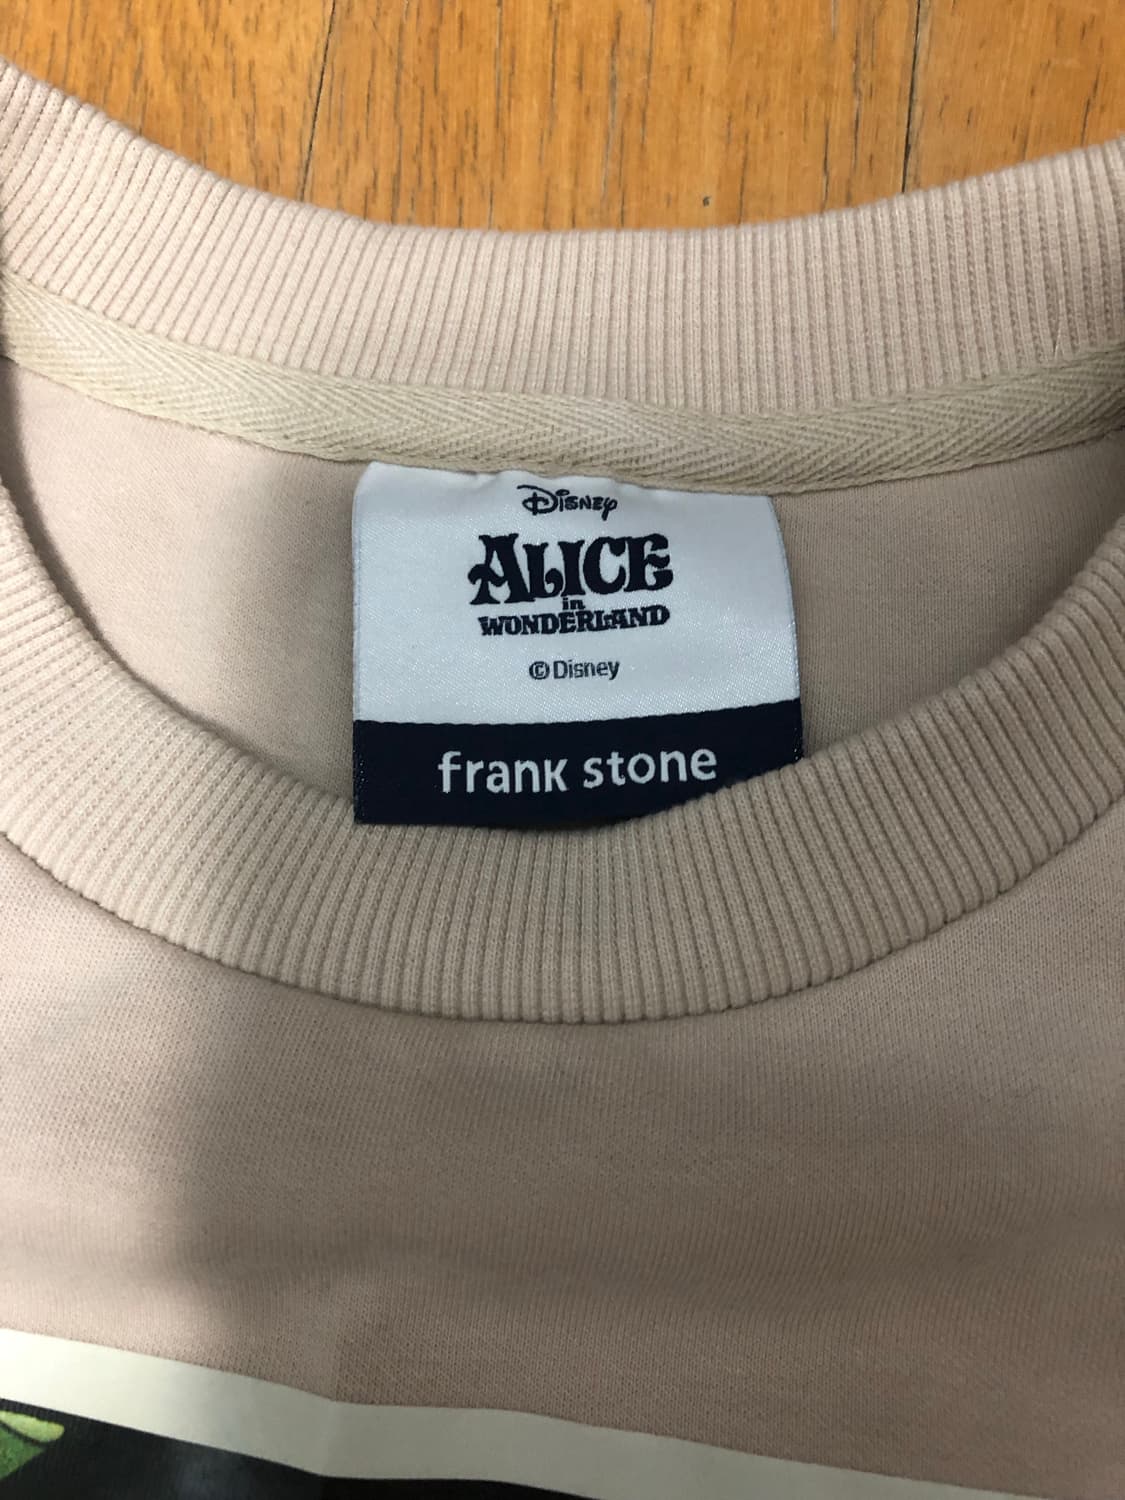 Disney
ALICE
in
WONDERLAND
©Disney
frank stone